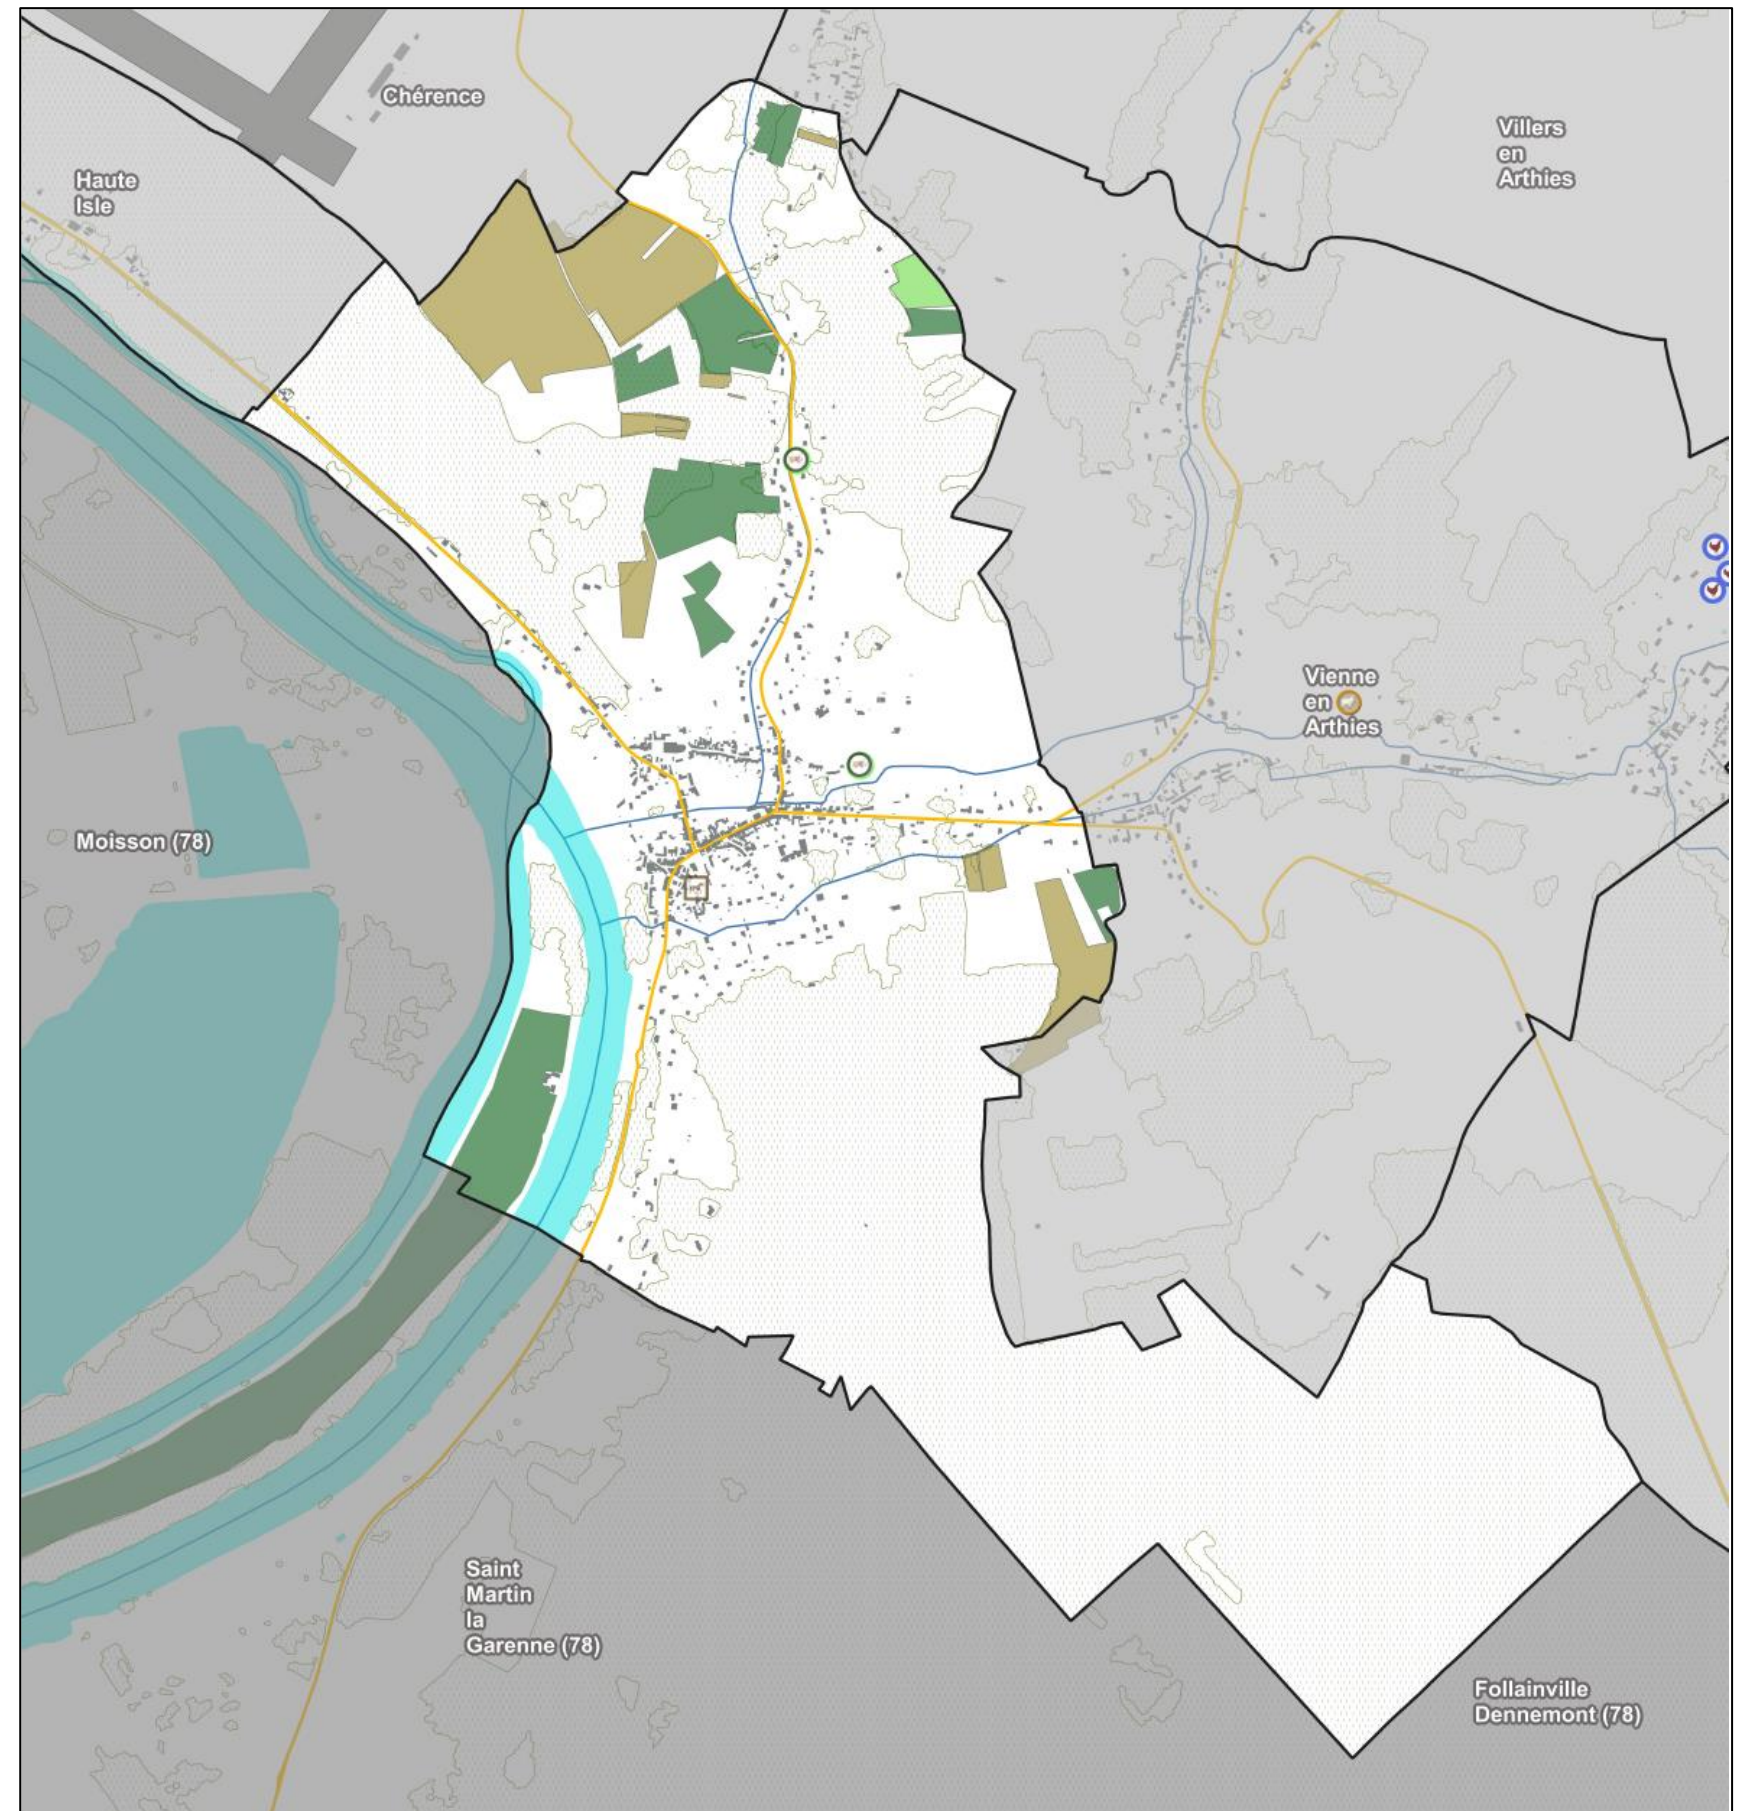 Chérence
Villers
en
Arthies
Haute
Isle
Vienne
en
Arthies
Moisson (78)
Saint
Martin
la
Garenne (78)
Follainville
Dennemont (78)